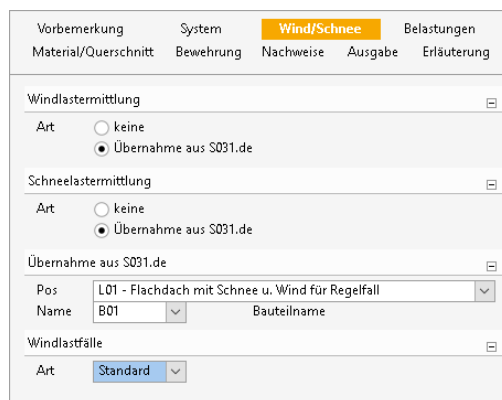 Vorbemerkung System Wind/Schnee Belastungen
Material/Querschnitt Bewehrung Nachweise Ausgabe Erläuterung
Windlastermittlung
Art keine
Übernahme aus S031.de
Schneelastermittlung
Art keine
Übernahme aus S031.de
Übernahme aus S031.de
Pos L01 - Flachdach mit Schnee u. Wind für Regelfall
Name B01 Bauteilname
Windlastfälle
Art Standard